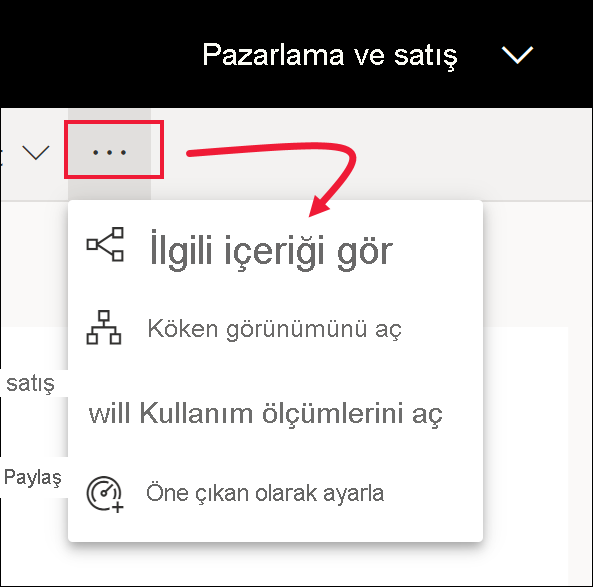 Pazarlama ve satış
...
İlgili içeriği gör
Köken görünümünü aç
satış
will Kullanım ölçümlerini aç
Paylaş
Öne çıkan olarak ayarla